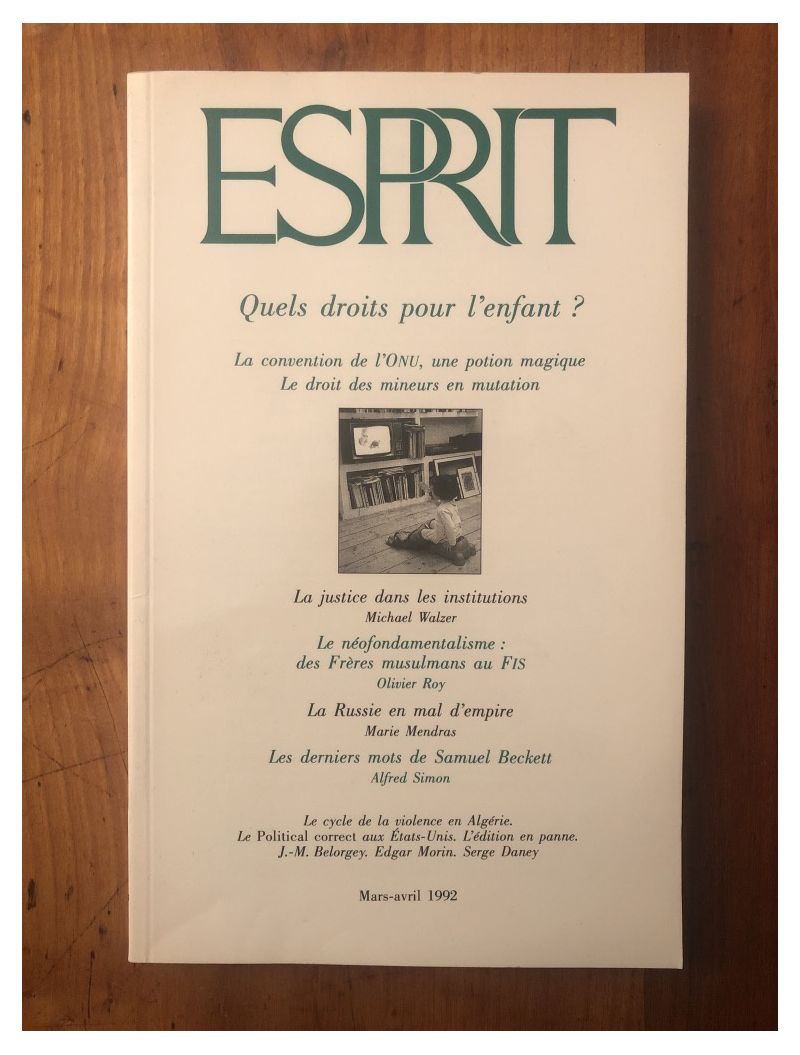 ESPRIT
Quels droits pour l'enfant ?
La convention de l'ONU, une potion magique
Le droit des mineurs en mutation
La justice dans les institutions
Michael Walzer
Le néofondamentalisme :
des Frères musulmans au FIS
Olivier Roy
La Russie en mal d'empire
Marie Mendras
Les derniers mots de Samuel Beckett
Alfred Simon
Le cycle de la violence en Algérie.
Le Political correct aux États-Unis. L'édition en panne.
J.-M. Belorgey. Edgar Morin. Serge Daney
Mars-avril 1992